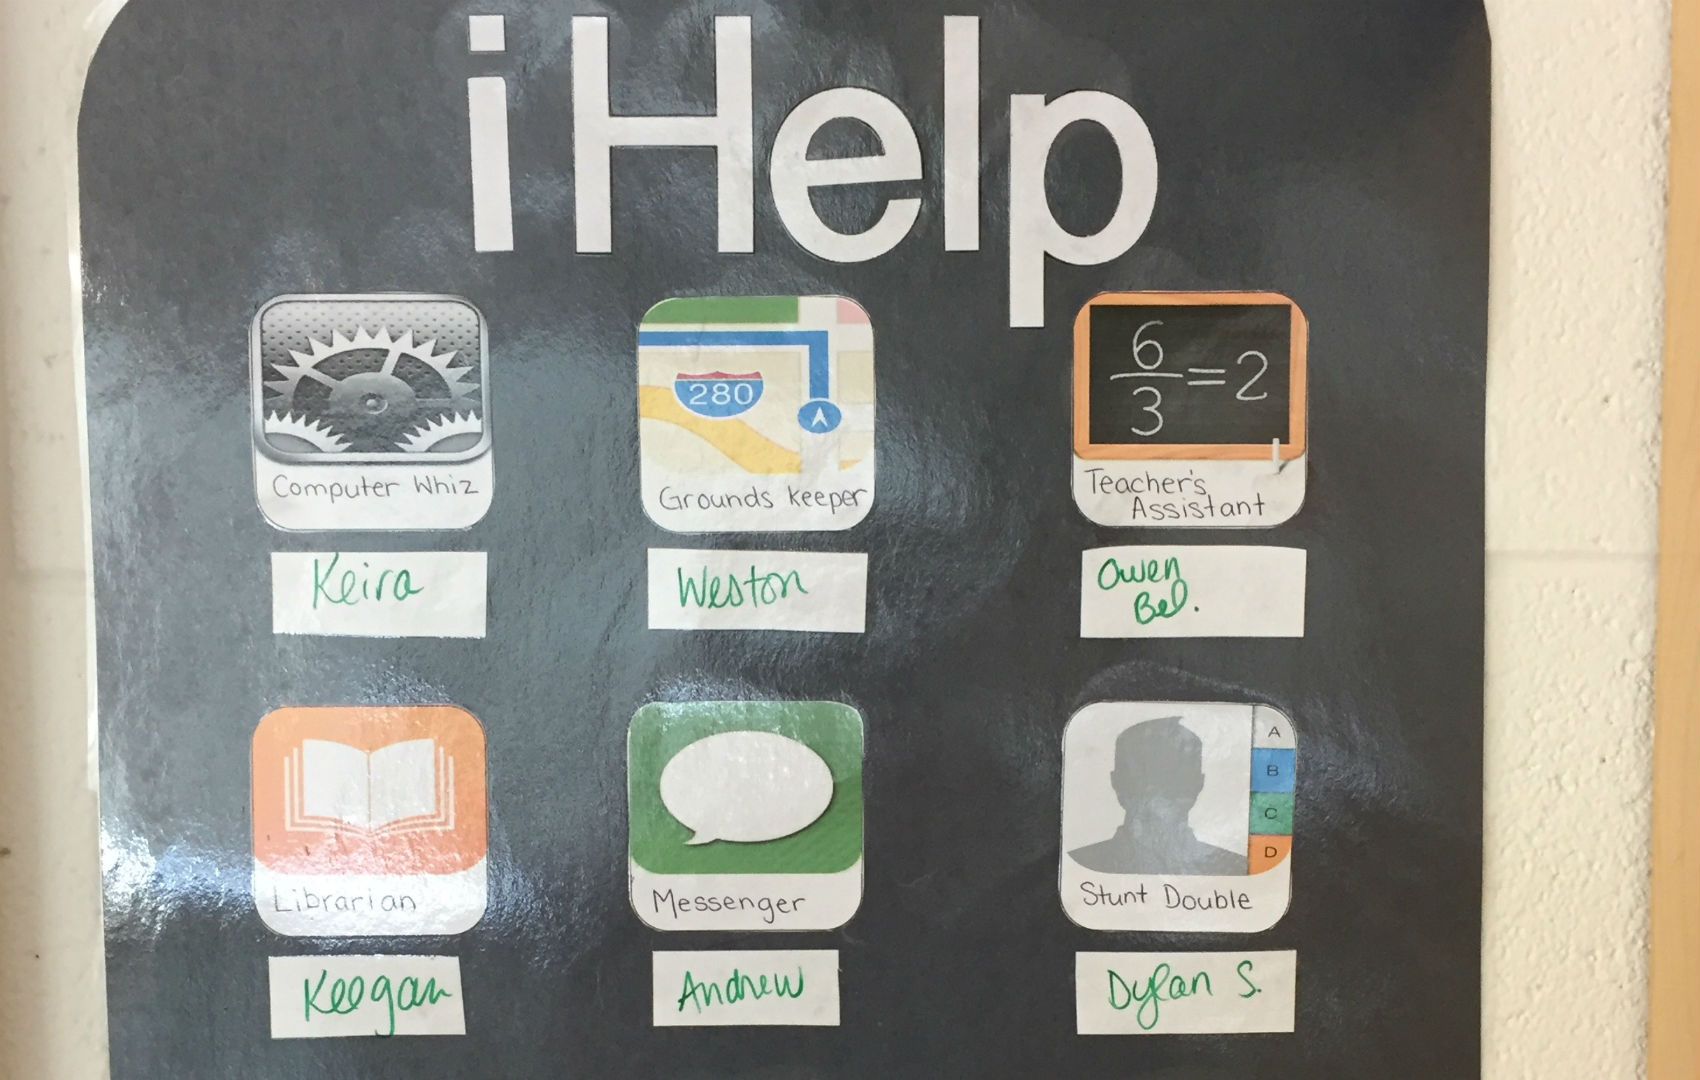 iHelp
280
6
3
=2
Computer Whiz
Grounds keeper
Teacher's
Assistant
Keira
Weston
Owen
Bel.
A
B
C
D
Librarian
Messenger
Stunt Double
Keegan
Andrew
Dylan S.